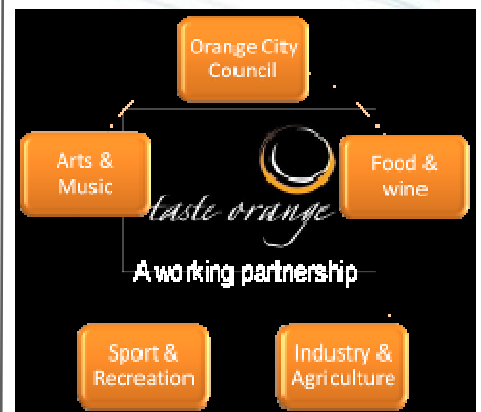 Orange City
Council
Arts &
Music
Food &
wine
taste orange
A working partnership
Sport &
Recreation
Industry &
Agriculture